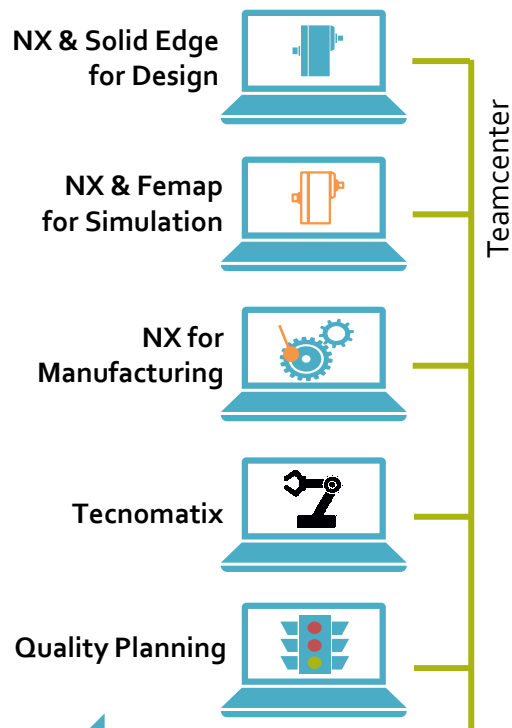 NX & Solid Edge
for Design
Teamcenter
NX & Femap
for Simulation
NX for
Manufacturing
Tecnomatix
Quality Planning